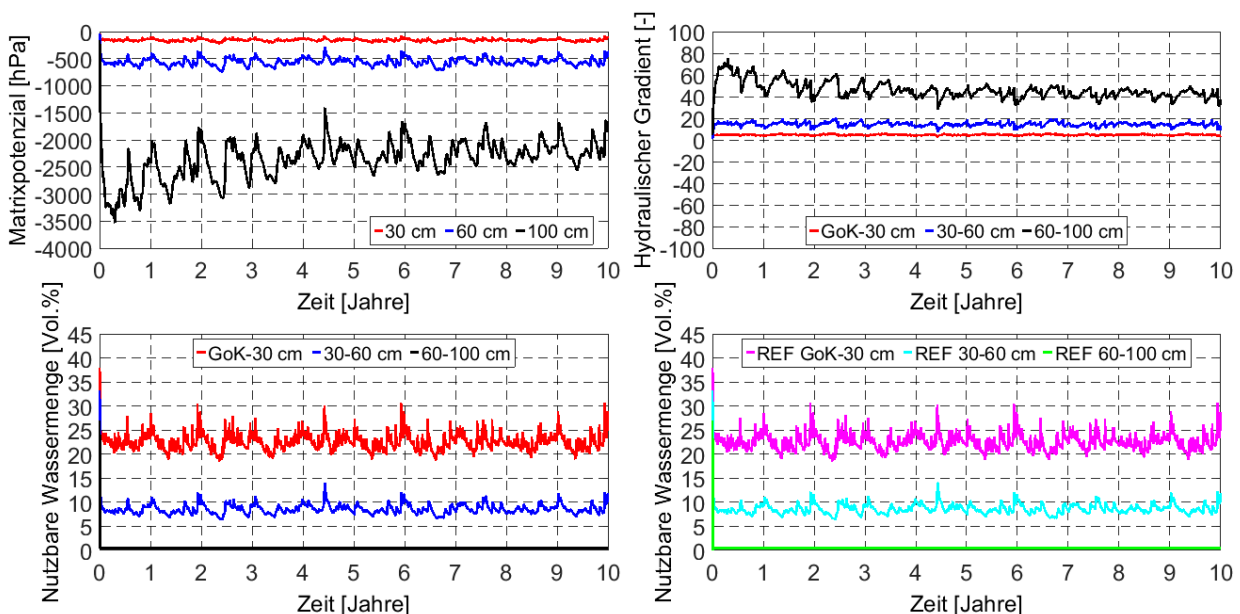 Matrixpotenzial [hPa]
0
-500
-1000
-1500
-2000
-2500
-3000
-3500
-4000
30 cm 60 cm 100 cm
0 1 2 3 4 5 6 7 8 9 10
Zeit [Jahre]
Hydraulischer Gradient [-]
100
80
60
40
20
0
-20
-40
-60
-80
-100
GoK-30 cm 30-60 cm 60-100 cm
0 1 2 3 4 5 6 7 8 9 10
Zeit [Jahre]
Nutzbare Wassermenge [Vol.%]
45
40
35
30
25
20
15
10
5
0
GoK-30 cm 30-60 cm 60-100 cm
0 1 2 3 4 5 6 7 8 9 10
Zeit [Jahre]
Nutzbare Wassermenge [Vol.%]
45
40
35
30
25
20
15
10
5
0
REF GoK-30 cm REF 30-60 cm REF 60-100 cm
0 1 2 3 4 5 6 7 8 9 10
Zeit [Jahre]